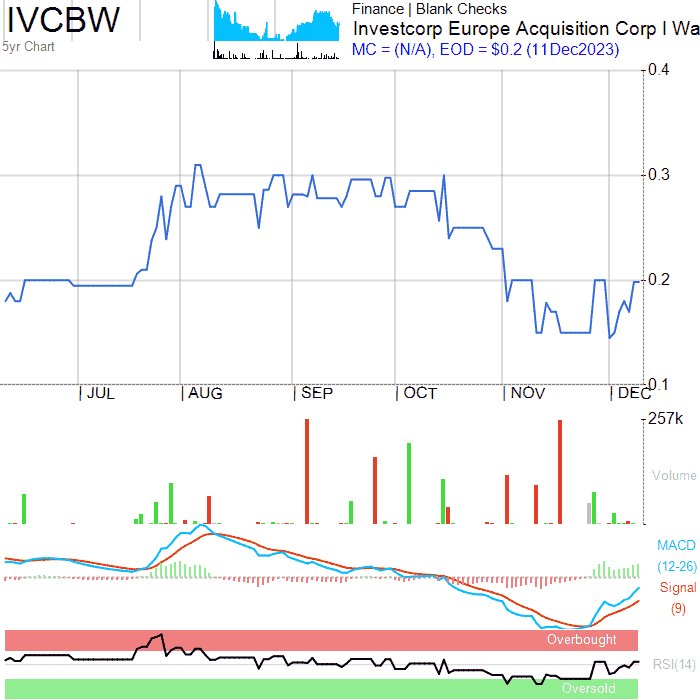 IVCBW
5yr Chart
Finance | Blank Checks
Investcorp Europe Acquisition Corp I Wa
MC = (N/A), EOD = $0.2 (11Dec2023)
0.4
0.3
0.2
0.1
JUL AUG SEP OCT NOV DEC
257k
Volume
MACD
(12-26)
Signal
(9)
Overbought
RSI(14)
Oversold